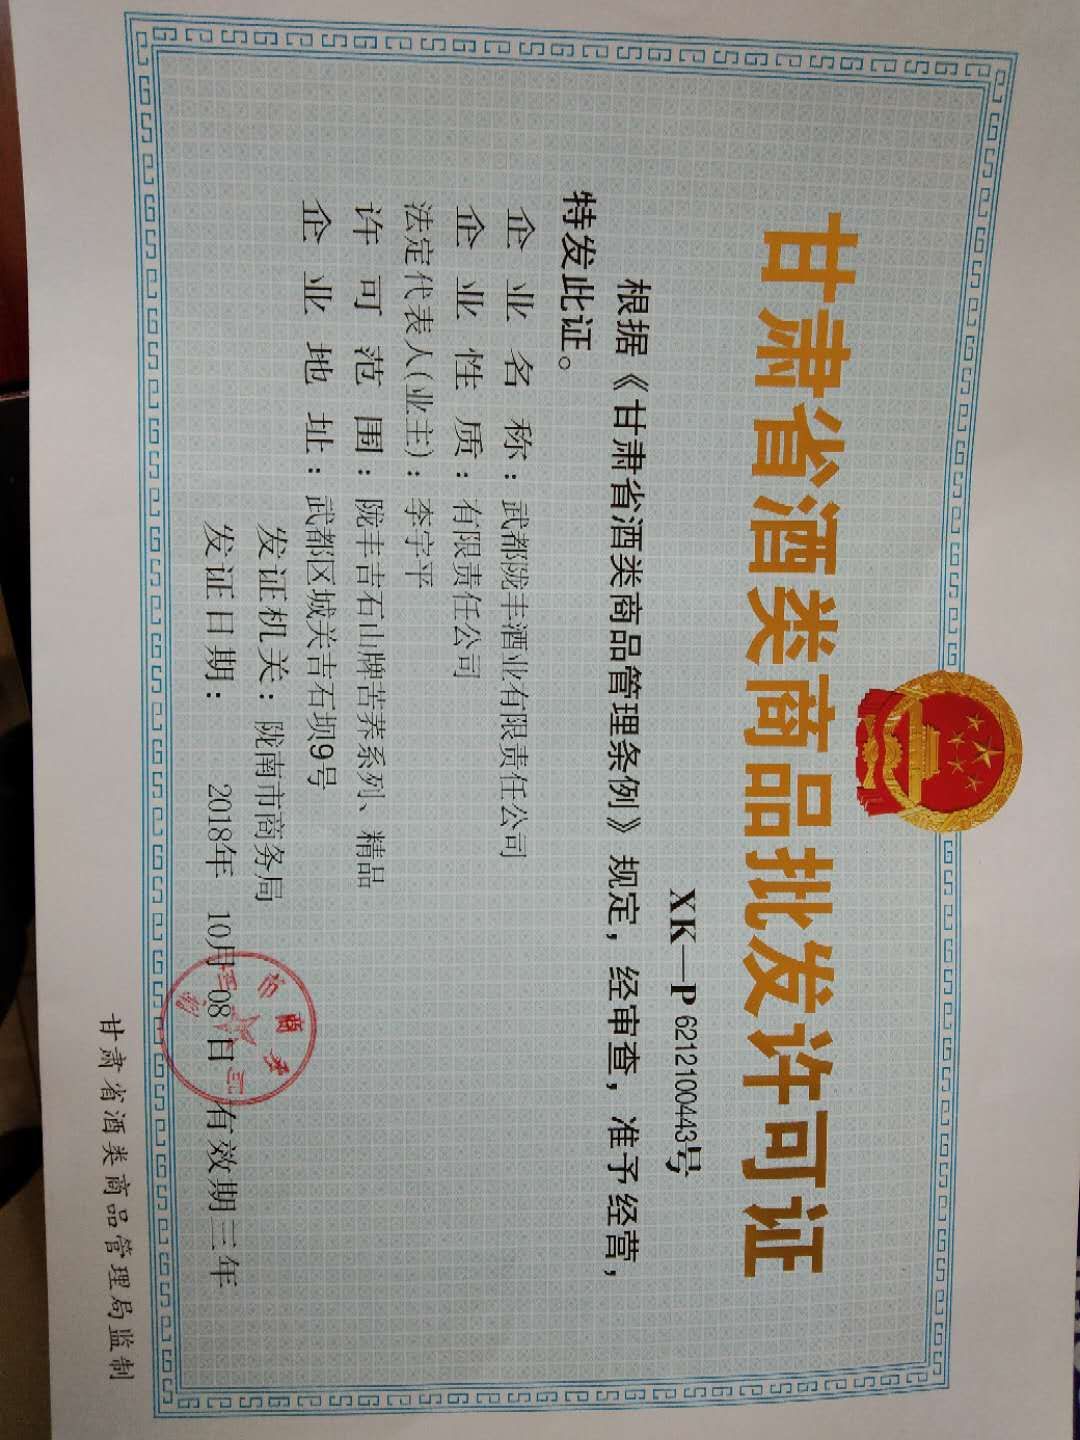 甘肃省酒类商品批发许可证
XK—P 6212100443号
根据《甘肃省酒类商品管理条例》规定，经审查，准予经营，
特发此证。
企业名称：武都陇丰酒业有限责任公司
企业性质：有限责任公司
法定代表人(业主)：李宇平
许可范围：陇丰吉石山牌苦荞系列、精品
企业地址：武都区城关吉石坝9号
发证机关：陇南市商务局
发证日期： 2018年 10月 08日 有效期三年
市商务局
甘肃省酒类商品管理局监制